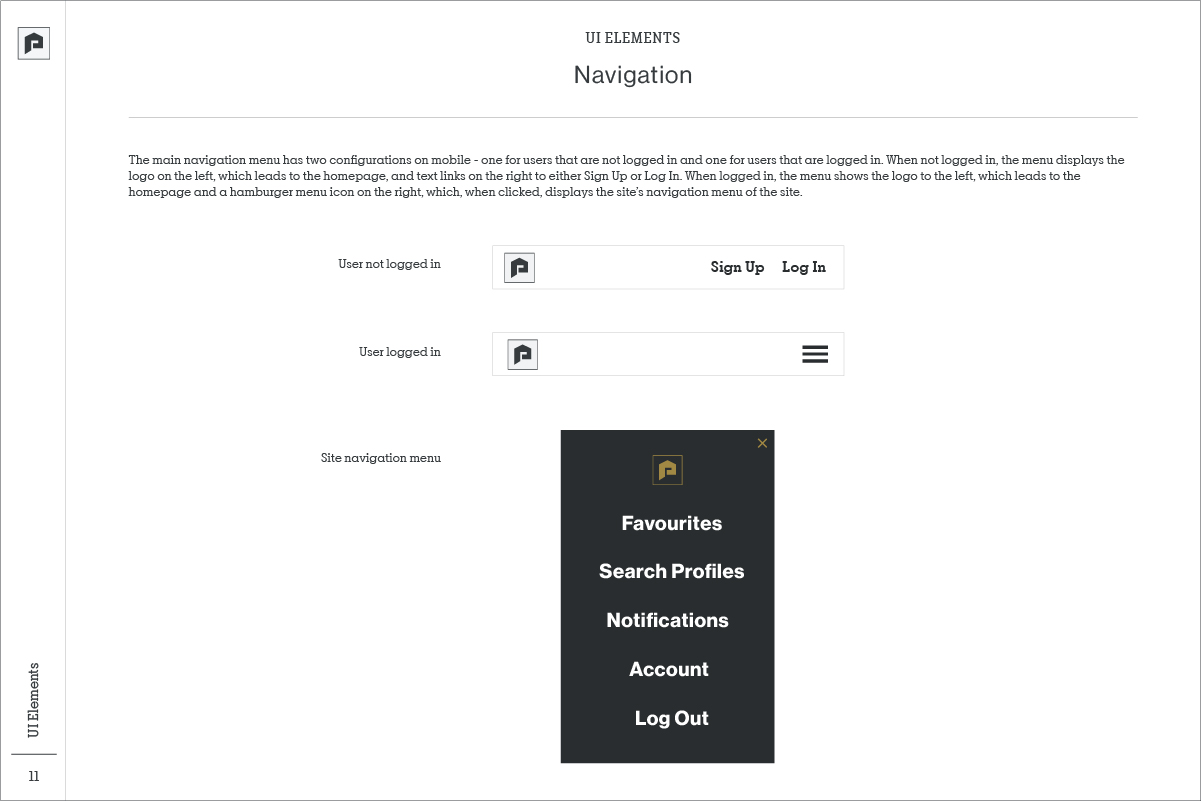 UI ELEMENTS
Navigation
The main navigation menu has two configurations on mobile - one for users that are not logged in and one for users that are logged in. When not logged in, the menu displays the
logo on the left, which leads to the homepage, and text links on the right to either Sign Up or Log In. When logged in, the menu shows the logo to the left, which leads to the
homepage and a hamburger menu icon on the right, which, when clicked, displays the site's navigation menu of the site.
User not logged in
Sign Up Log In
User logged in
Site navigation menu
Favourites
Search Profiles
Notifications
Account
Log Out
UI Elements
11